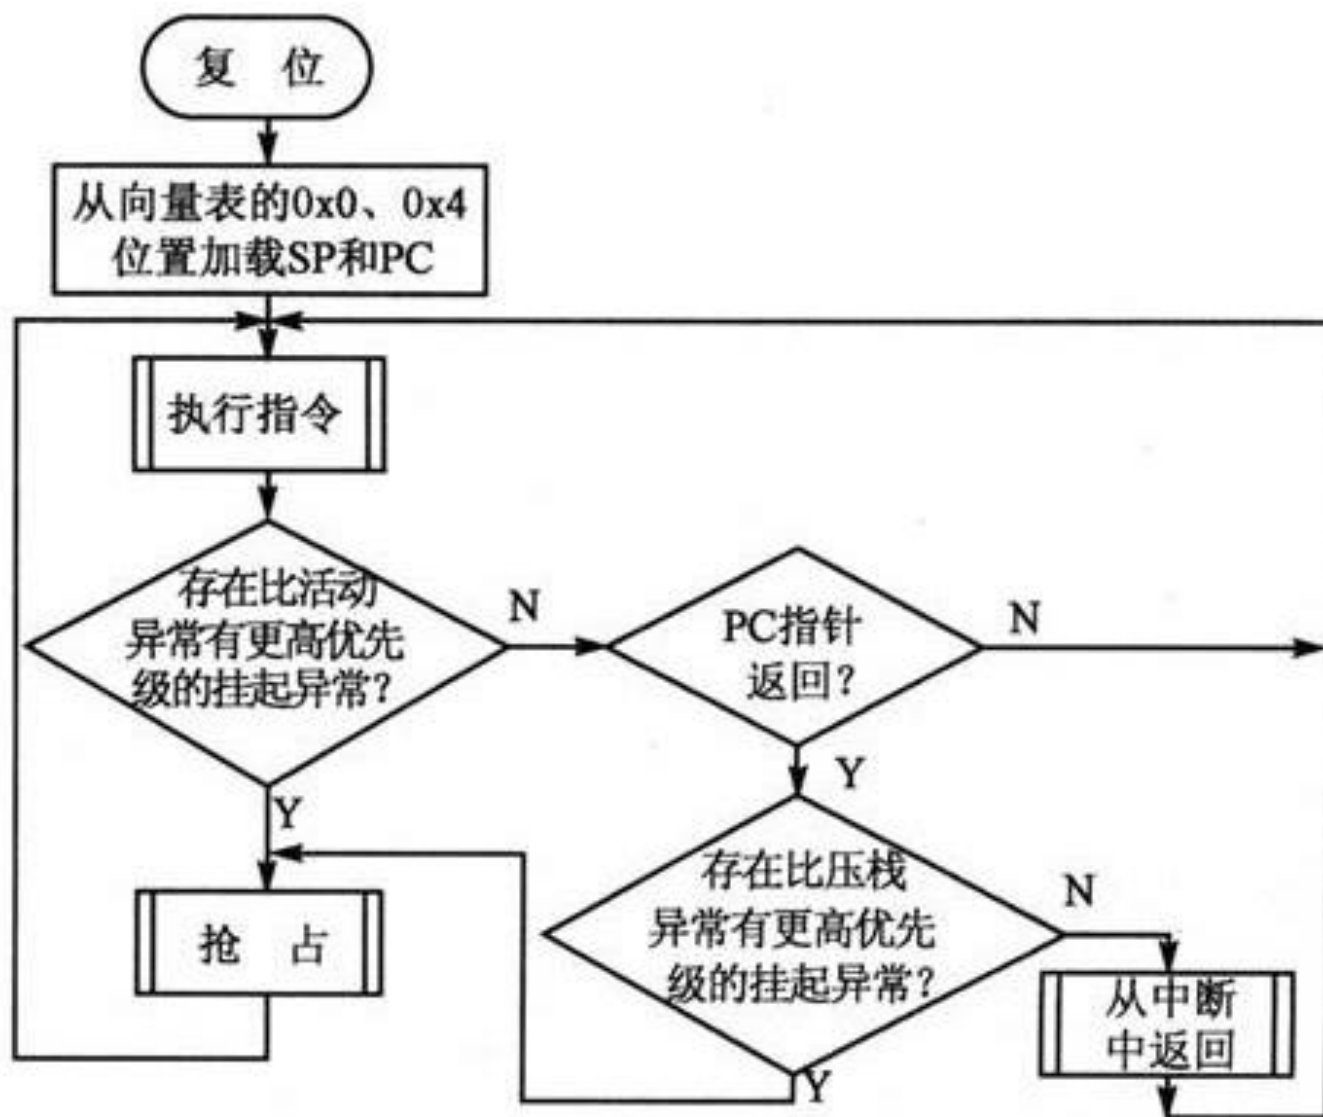 复 位
从向量表的0x0、0x4
位置加载SP和PC
执行指令
存在比活动
异常有更高优先
级的挂起异常？
N
PC指针
返回？
N
Y
Y
存在比压栈
异常有更高优先
级的挂起异常？
N
抢 占
从中断
中返回
Y